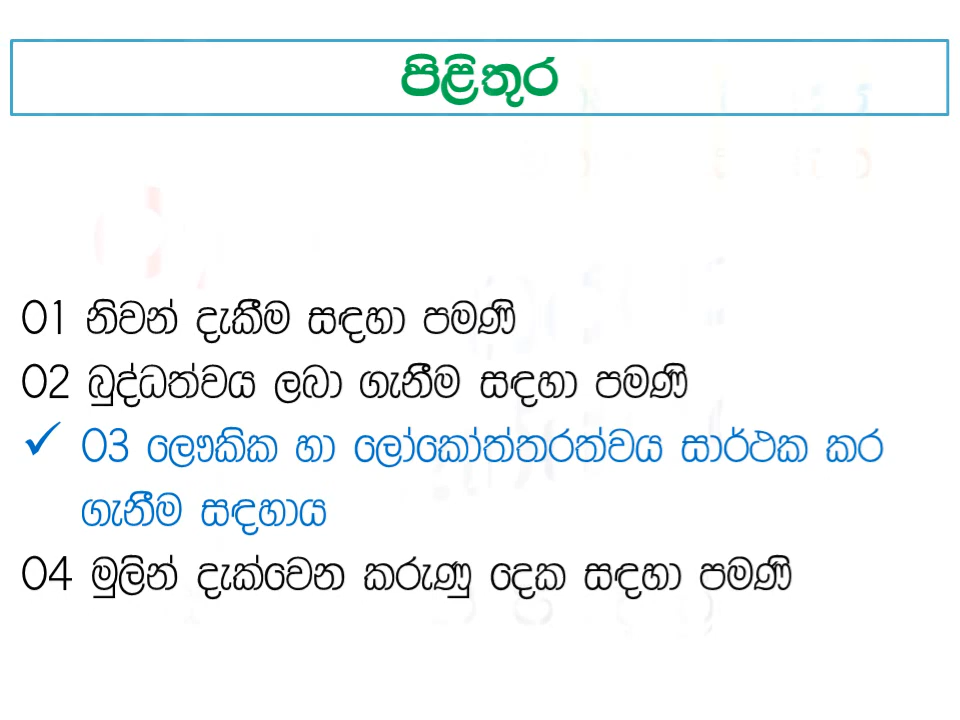 පිළිතුර
01 නිවන් දැකීම සඳහා පමණි
02 බුද්ධත්වය ලබා ගැනීම සඳහා පමණි
✓ 03 ලෞකික හා ලෝකෝත්තරත්වය සාර්ථක කර
ගැනීම සඳහාය
04 මුලින් දැක්වෙන කරුණු දෙක සඳහා පමණි